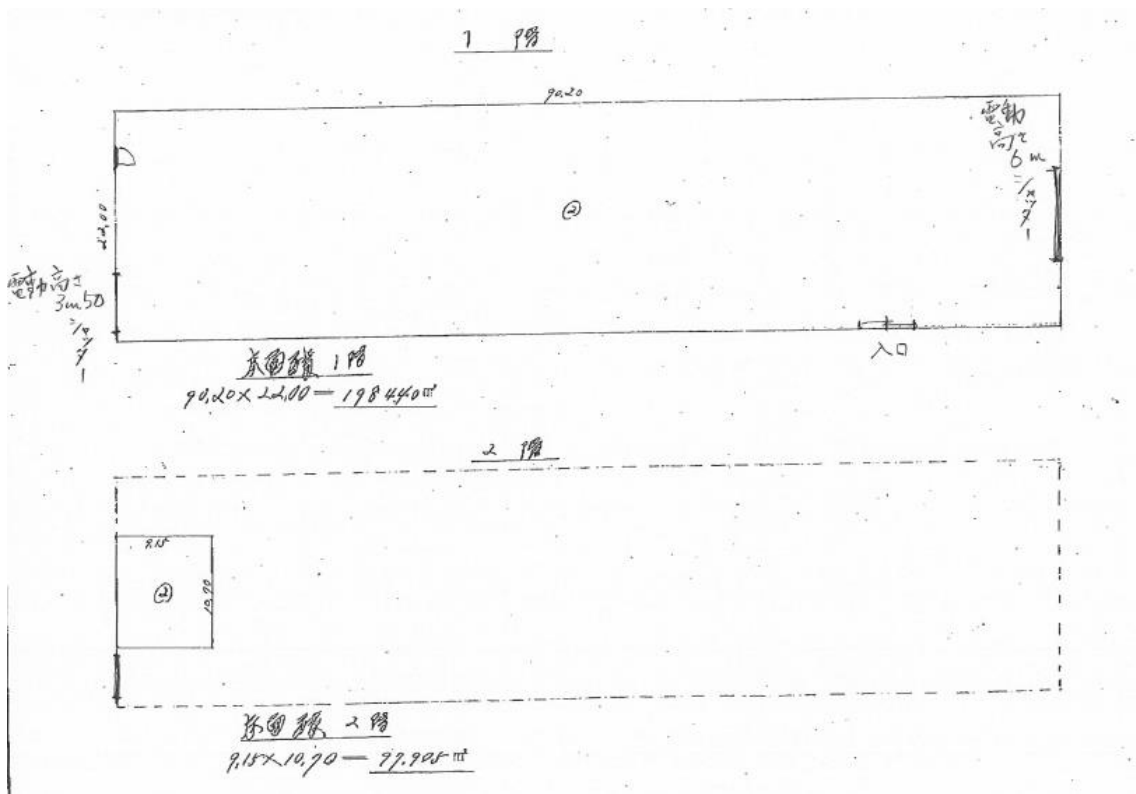 1 階
90.20
電動
高さ
6m
シャッター
②
22.00
電動高さ
3m50
シャッター
入口
床面積 1階
90.20×22.00=1984.40㎡
2 階
9.15
②
10.70
床面積 2階
9.15×10.70=97.905㎡